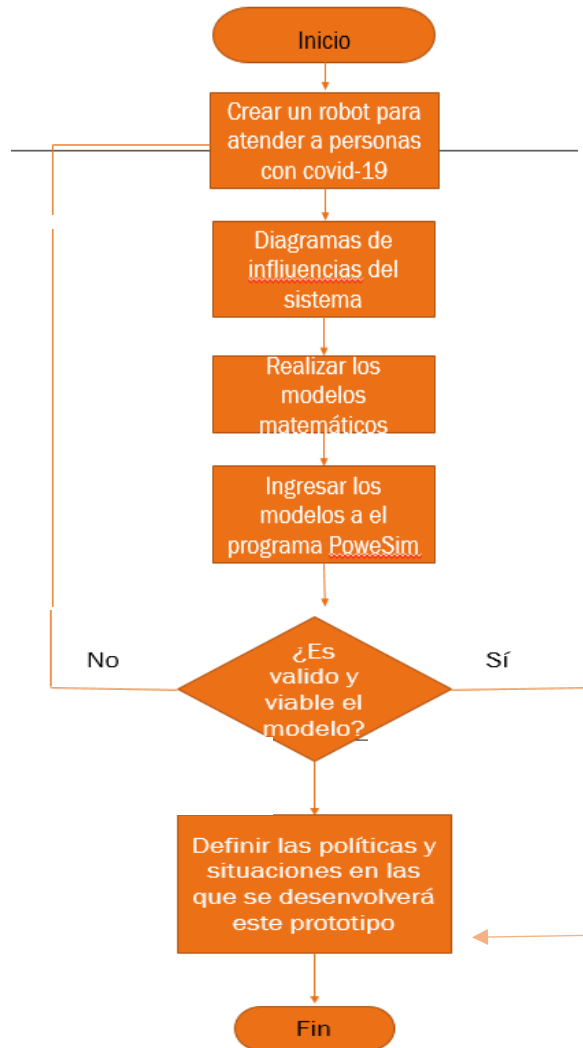 Inicio
Crear un robot para
atender a personas
con covid-19
Diagramas de
infliuencias del
sistema
Realizar los
modelos
matemáticos
Ingresar los
modelos a el
programa PoweSim
¿Es
valido y
viable el
modelo?
No
Sí
Definir las políticas y
situaciones en las
que se desenvolverá
este prototipo
Fin